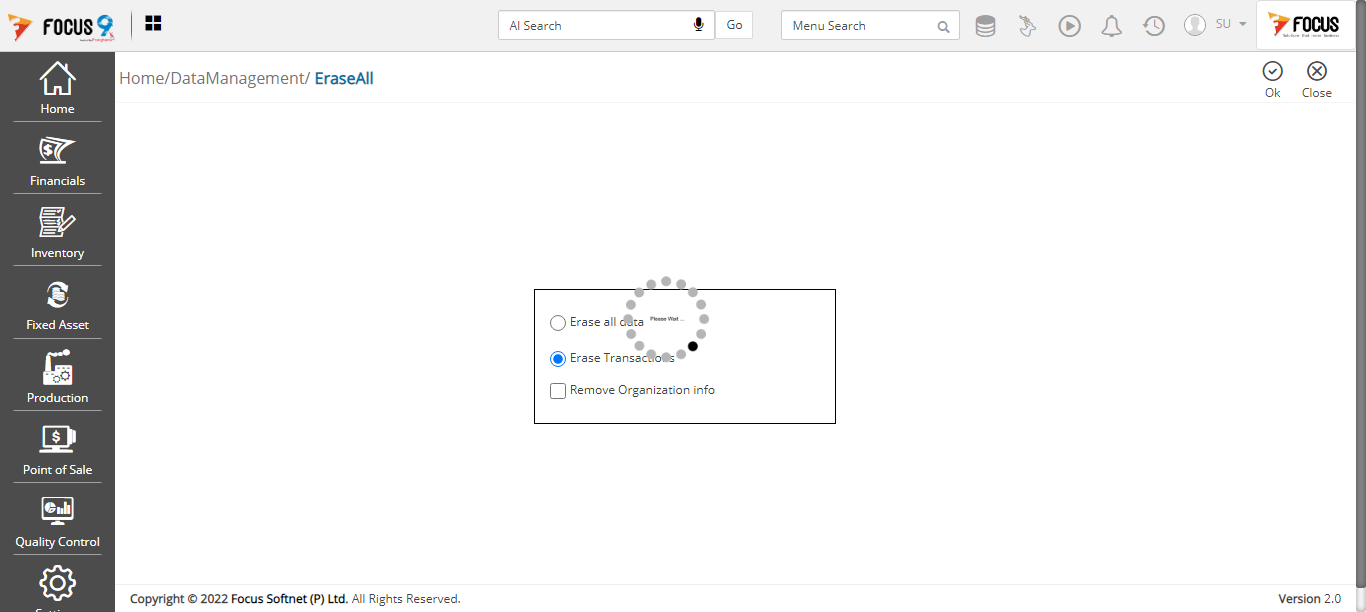 FOCUS 9
AI Search
Go
Menu Search
SU
FOCUS
Home/DataManagement/ EraseAll
Ok
Close
Home
Financials
Inventory
Fixed Asset
Production
Point of Sale
Quality Control
Erase all data
Please Wait ...
Erase Transactions
Remove Organization info
Copyright © 2022 Focus Softnet (P) Ltd. All Rights Reserved.
Version 2.0